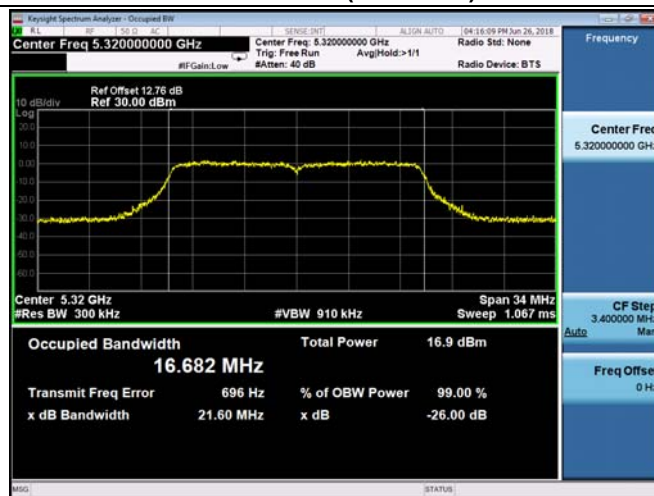 Keysight Spectrum Analyzer - Occupied BW
RL RF 50 Ω AC SENSE:INT ALIGN AUTO 04:16:09 PM Jun 26, 2018
Center Freq 5.320000000 GHz Center Freq: 5.320000000 GHz Radio Std: None Frequency
Trig: Free Run Avg|Hold:>1/1
#IFGain:Low #Atten: 40 dB Radio Device: BTS
Ref Offset 12.76 dB
10 dB/div Ref 30.00 dBm
Log
20.0
10.0
0.00
-10.0
-20.0
-30.0
-40.0
-50.0
-60.0
Center Freq
5.320000000 GH
Center 5.32 GHz Span 34 MHz
#Res BW 300 kHz #VBW 910 kHz Sweep 1.067 ms
CF Step
3.400000 MH
Auto Ma
Occupied Bandwidth Total Power 16.9 dBm
16.682 MHz
Freq Offse
0 H
Transmit Freq Error 696 Hz % of OBW Power 99.00 %
x dB Bandwidth 21.60 MHz x dB -26.00 dB
MSG STATUS